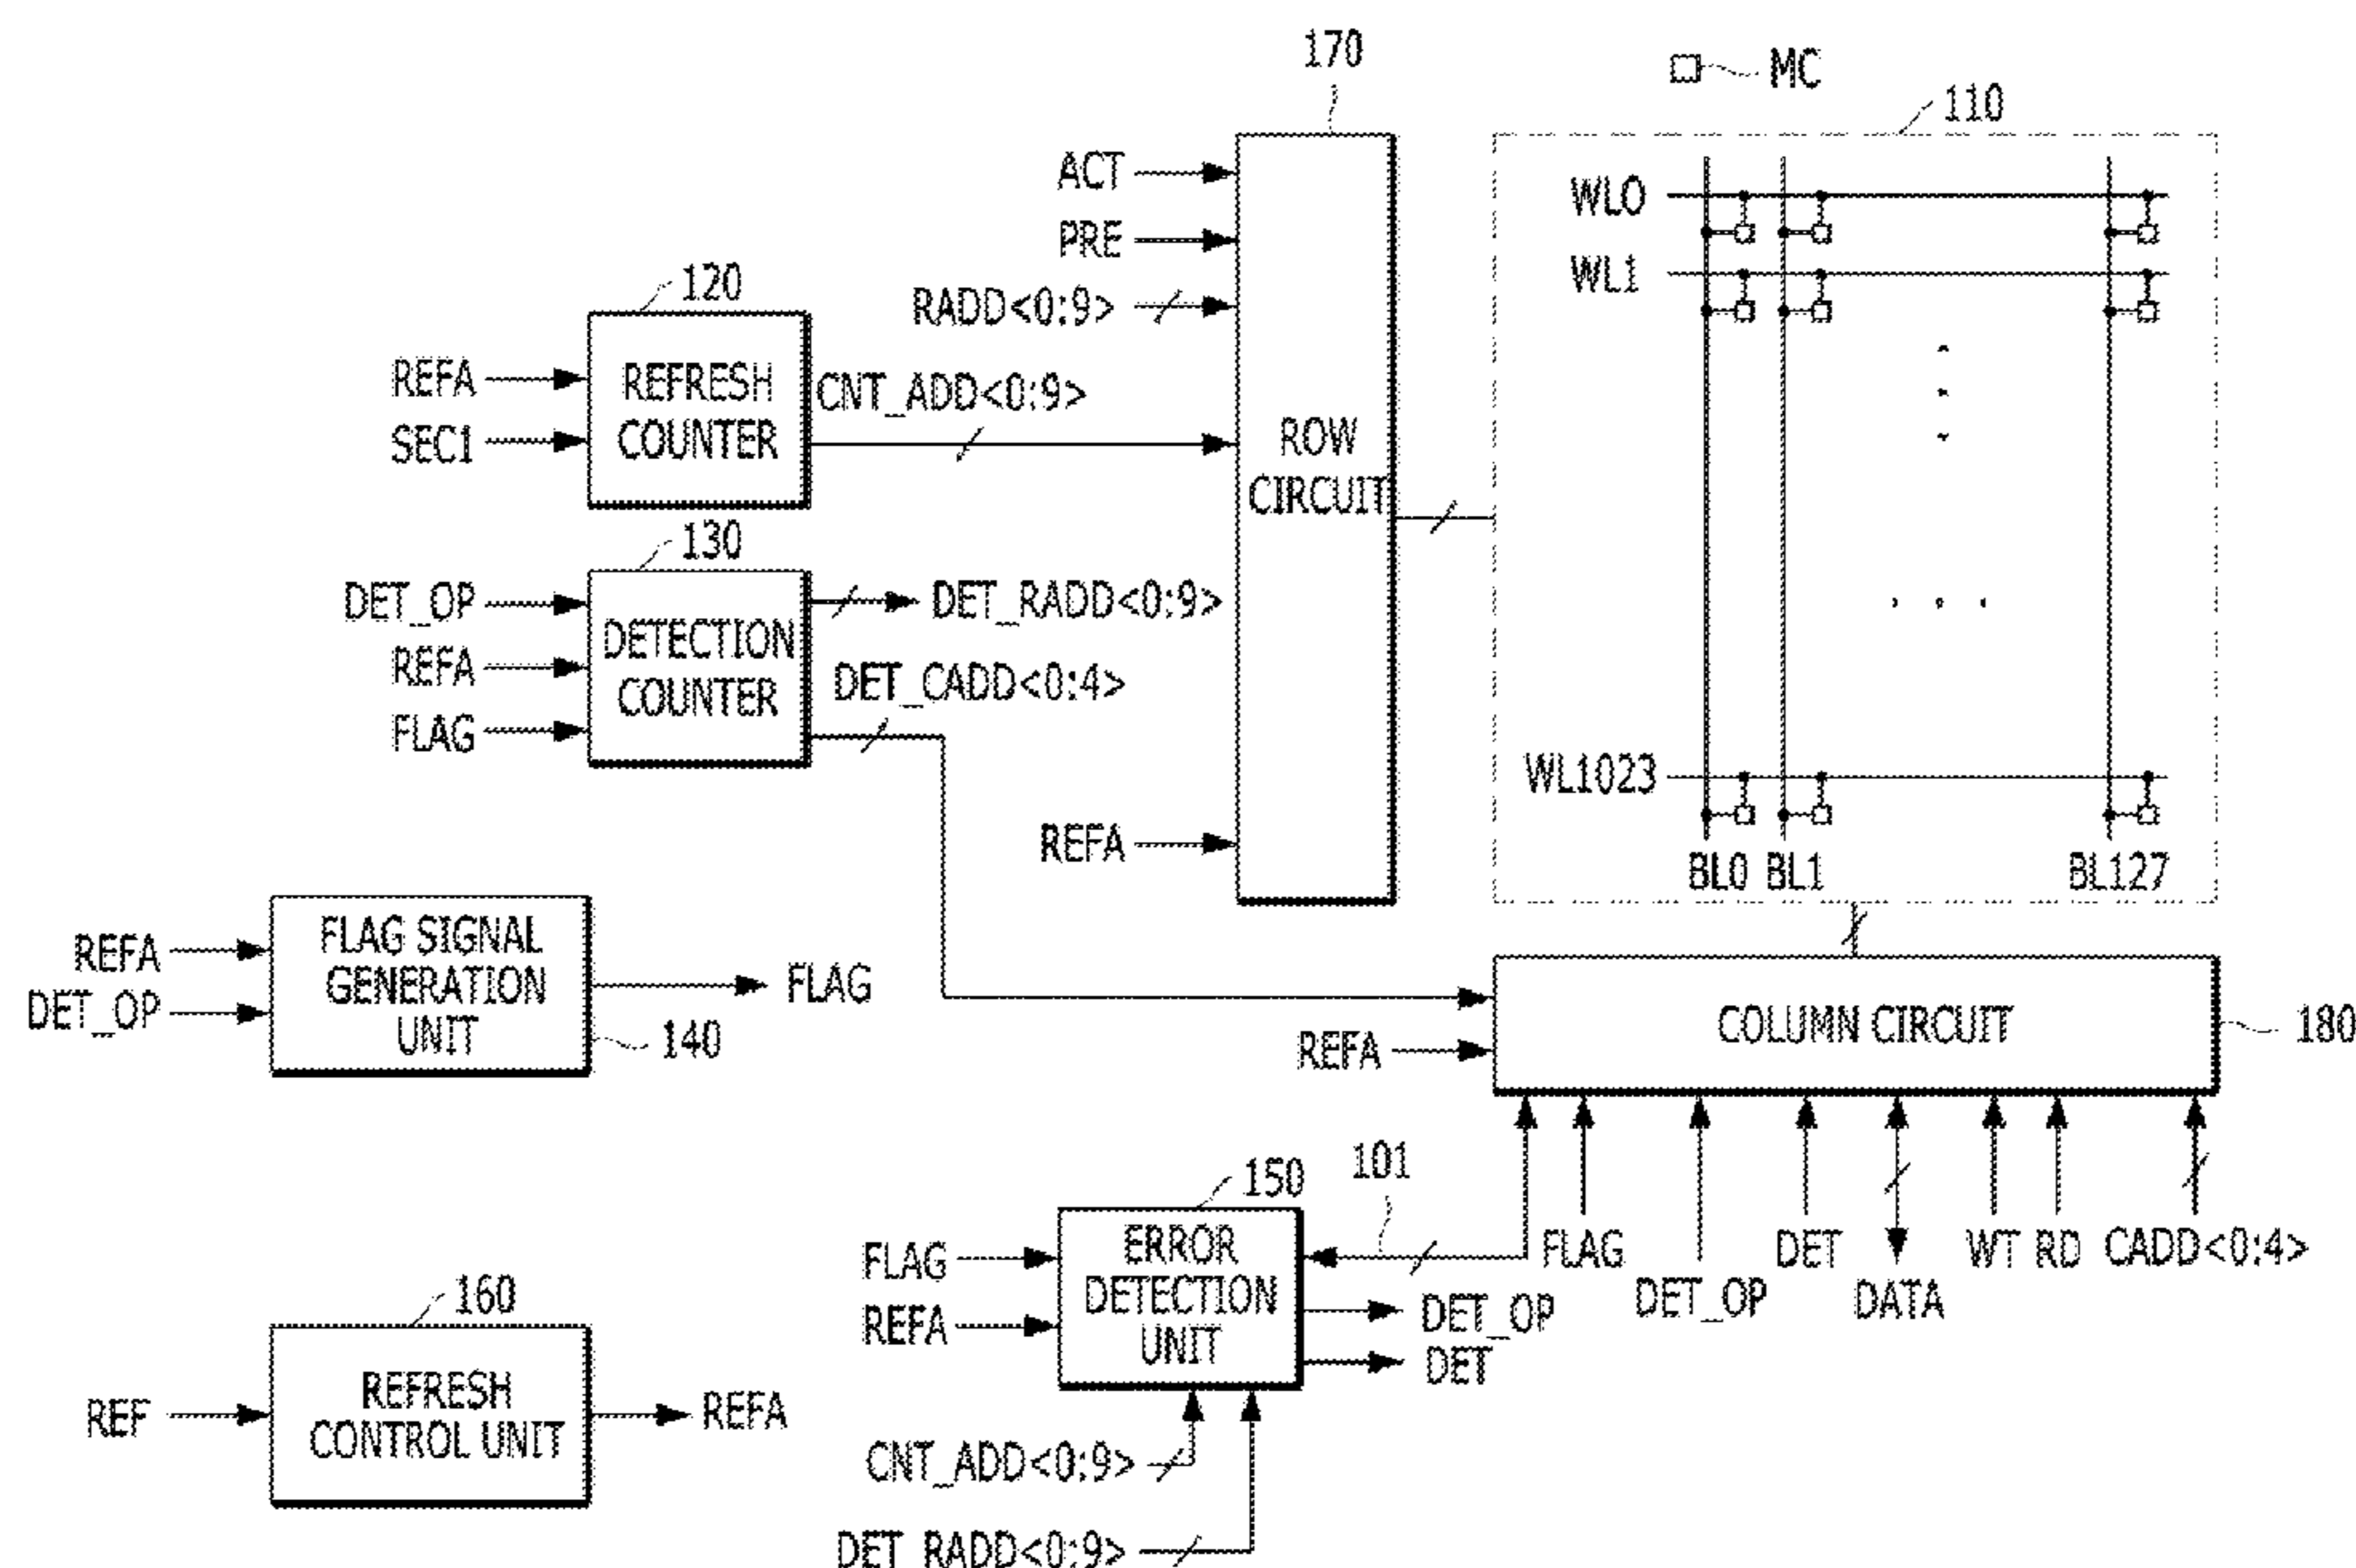 170
MC
110
ACT
PRE
RADD<0:9>
WL0
WL1
120
REFA
SEC1
REFRESH
COUNTER
CNT_ADD<0:9>
ROW
CIRCUIT
130
DET_OP
REFA
FLAG
DETECTION
COUNTER
DET_RADD<0:9>
DET_CADD<0:4>
REFA
WL1023
BL0
BL1
BL127
REFA
DET_OP
FLAG SIGNAL
GENERATION
UNIT
140
FLAG
REFA
COLUMN CIRCUIT
180
150
101
FLAG
REFA
ERROR
DETECTION
UNIT
DET_OP
DET
FLAG
DET_OP
DET
DATA
WT
RD
CADD<0:4>
160
REF
REFRESH
CONTROL UNIT
REFA
CNT_ADD<0:9>
DET_RADD<0:9>